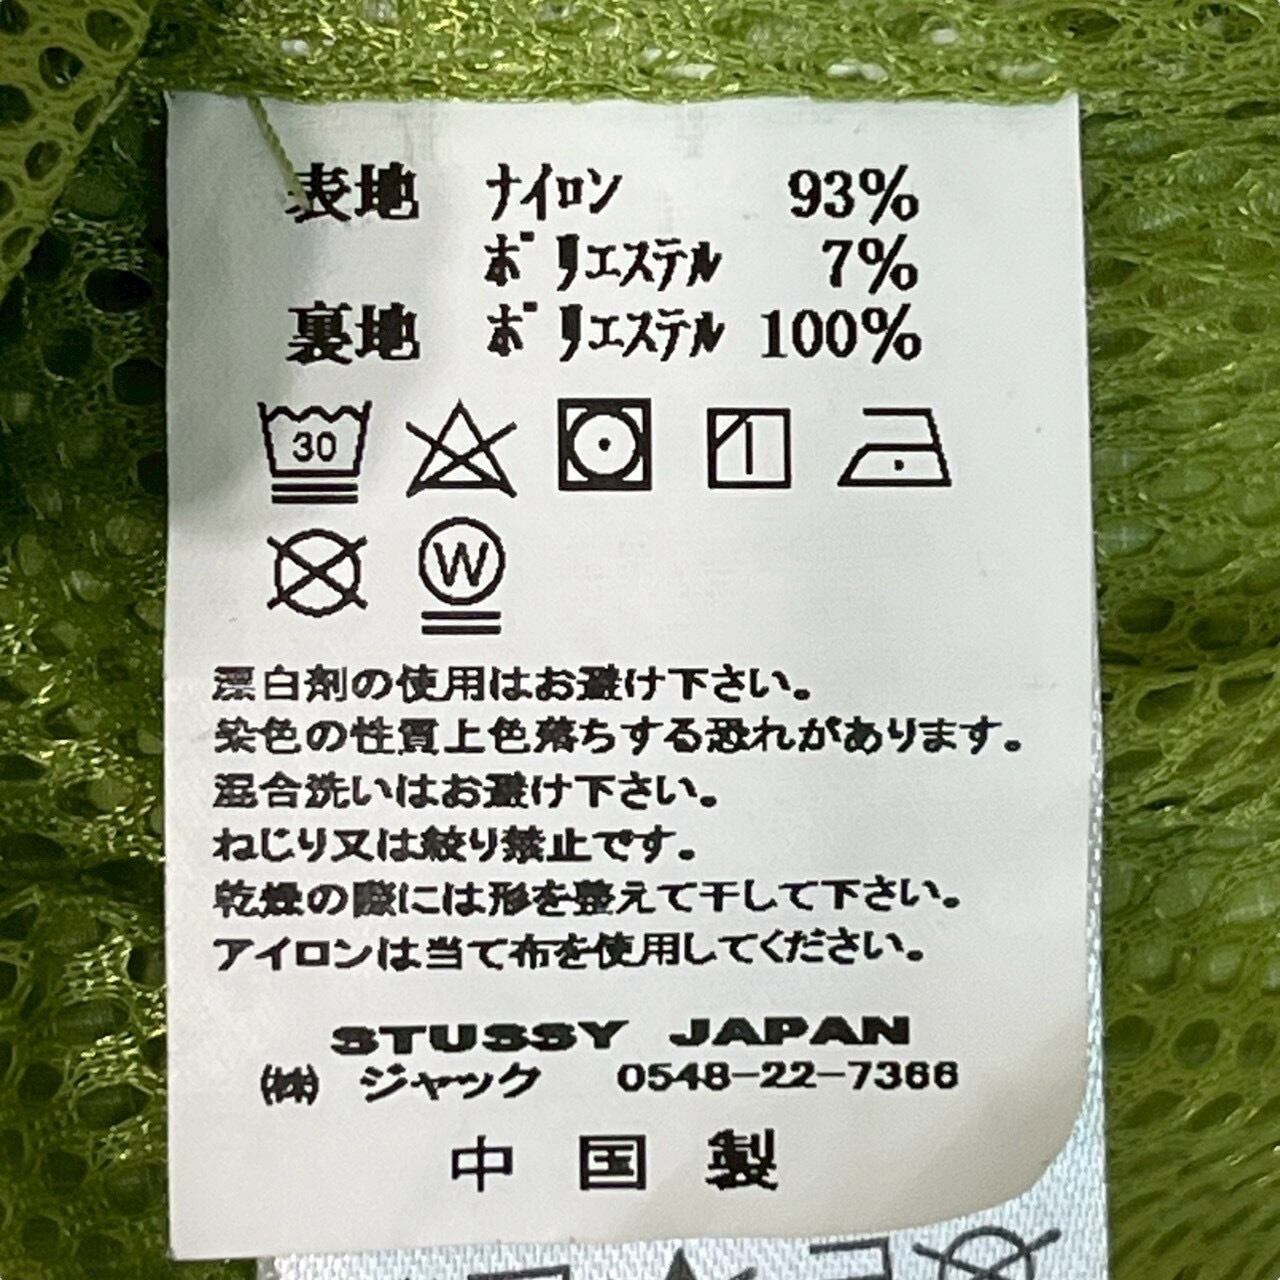 表地 ナイロン 93%
ポリエステル 7%
裏地 ポリエステル 100%
30
W
漂白剤の使用はお避け下さい。
染色の性質上色落ちする恐れがあります。
混合洗いはお避け下さい。
ねじり又は絞り禁止です。
乾燥の際には形を整えて干して下さい。
アイロンは当て布を使用してください。
STUSSY JAPAN
㈱ ジャック 0548-22-7366
中国製